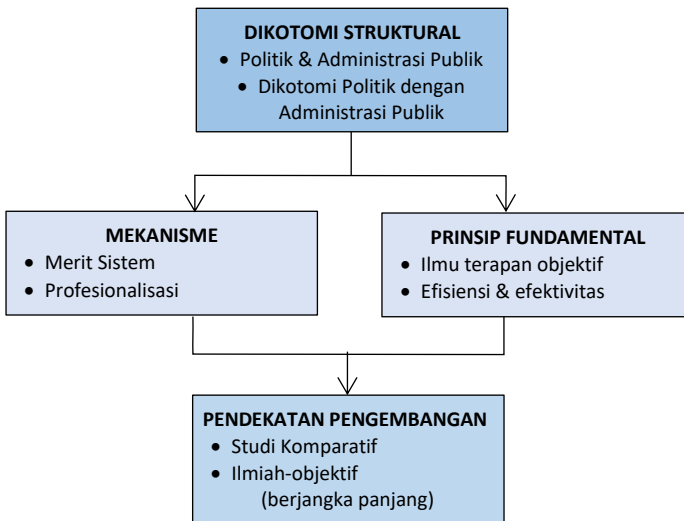 DIKOTOMI STRUKTURAL
• Politik & Administrasi Publik
• Dikotomi Politik dengan
Administrasi Publik
MEKANISME
• Merit Sistem
• Profesionalisasi
PRINSIP FUNDAMENTAL
• Ilmu terapan objektif
• Efisiensi & efektivitas
PENDEKATAN PENGEMBANGAN
• Studi Komparatif
• Ilmiah-objektif
(berjangka panjang)